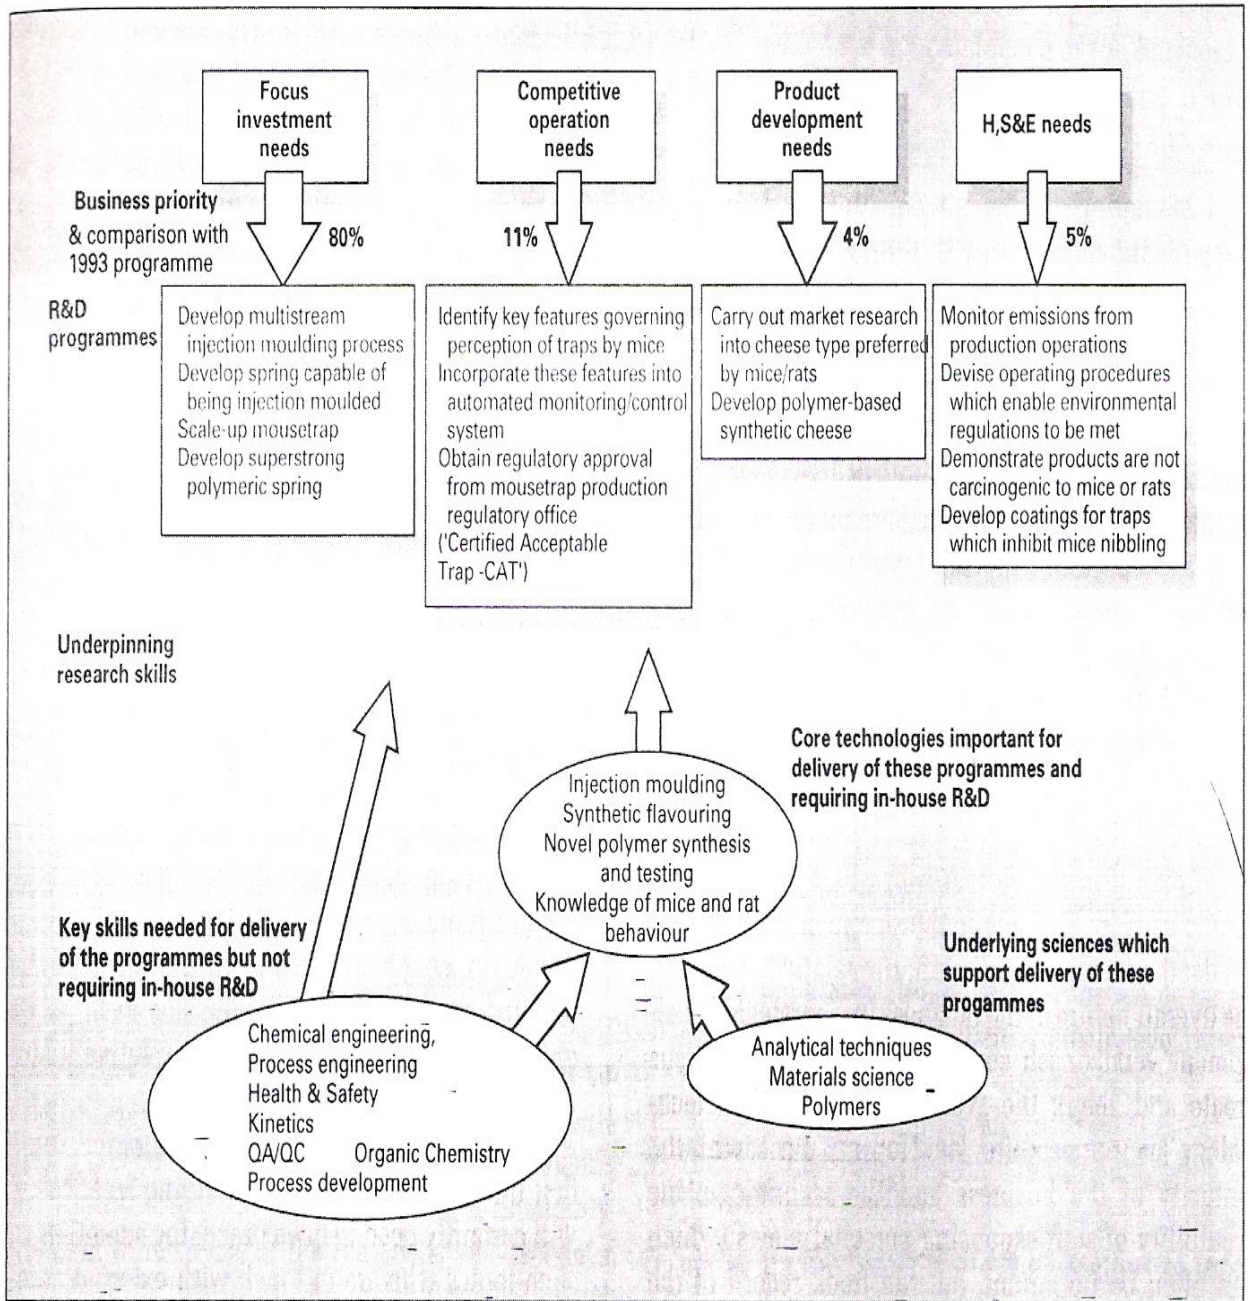 Focus
investment
needs
Competitive
operation
needs
Product
development
needs
H,S&E needs
Business priority
& comparison with
1993 programme
80%
11%
4%
5%
R&D
programmes
Develop multistream
injection moulding process
Develop spring capable of
being injection moulded
Scale-up mousetrap
Develop superstrong
polymeric spring
Identify key features governing
perception of traps by mice
Incorporate these features into
automated monitoring/control
system
Obtain regulatory approval
from mousetrap production
regulatory office
('Certified Acceptable
Trap -CAT')
Carry out market research
into cheese type preferred
by mice/rats
Develop polymer-based
synthetic cheese
Monitor emissions from
production operations
Devise operating procedures
which enable environmental
regulations to be met
Demonstrate products are not
carcinogenic to mice or rats
Develop coatings for traps
which inhibit mice nibbling
Underpinning
research skills
Core technologies important for
delivery of these programmes and
requiring in-house R&D
Injection moulding
Synthetic flavouring
Novel polymer synthesis
and testing
Knowledge of mice and rat
behaviour
Key skills needed for delivery
of the programmes but not
requiring in-house R&D
Underlying sciences which
support delivery of these
progammes
Chemical engineering,
Process engineering
Health & Safety
Kinetics
QA/QC Organic Chemistry
Process development
Analytical techniques
Materials science
Polymers